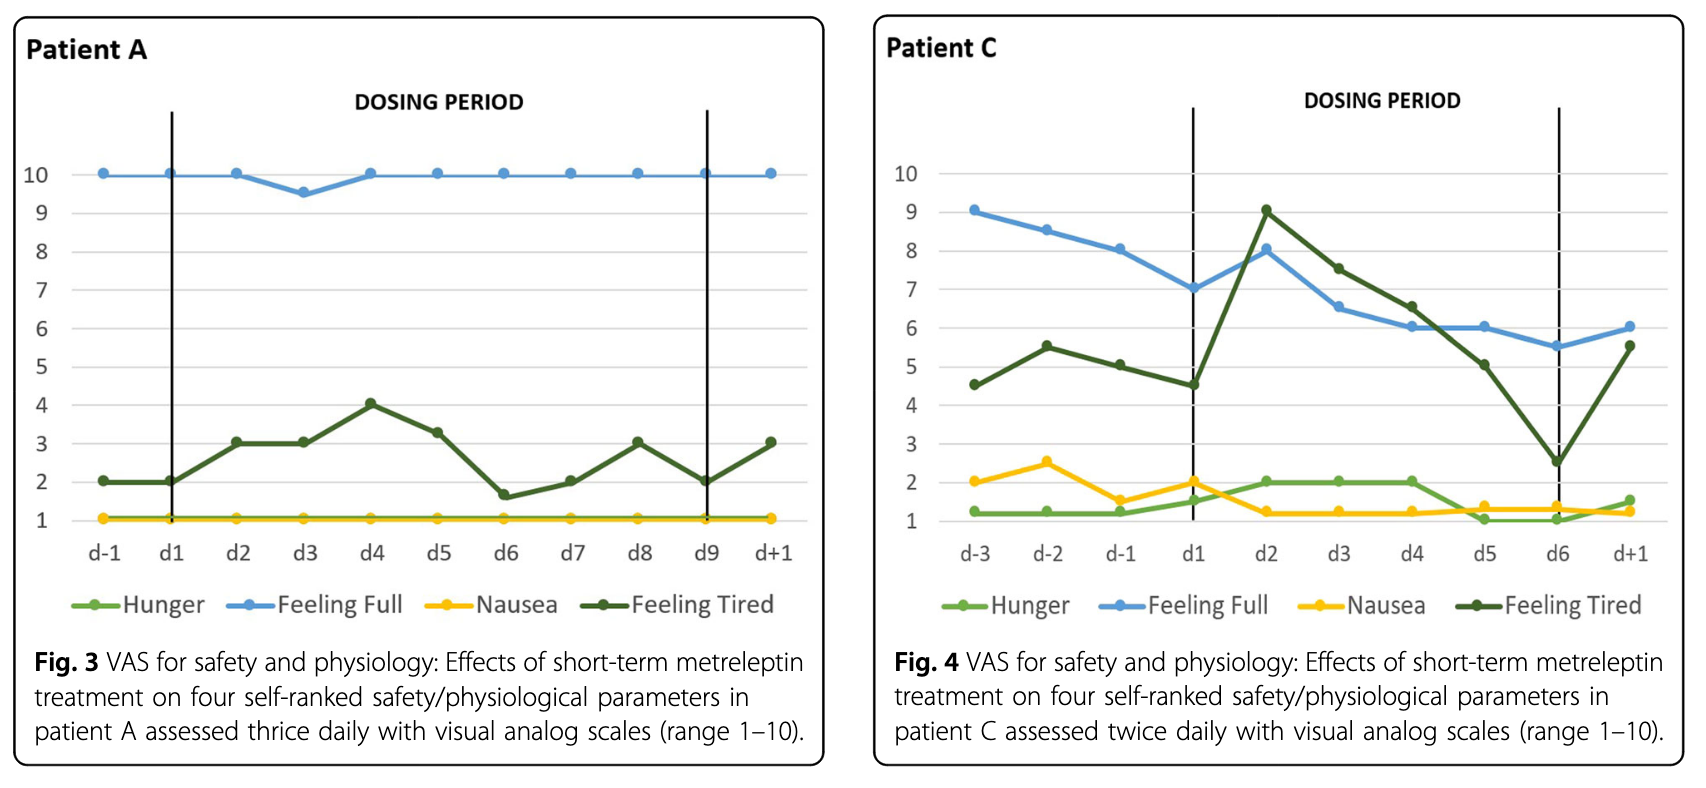 Patient A
DOSING PERIOD
10
9
8
7
6
5
4
3
2
1
d-1 d1 d2 d3 d4 d5 d6 d7 d8 d9 d+1
Hunger Feeling Full Nausea Feeling Tired
Fig. 3 VAS for safety and physiology: Effects of short-term metreleptin
treatment on four self-ranked safety/physiological parameters in
patient A assessed thrice daily with visual analog scales (range 1–10).
Patient C
DOSING PERIOD
10
9
8
7
6
5
4
3
2
1
d-3 d-2 d-1 d1 d2 d3 d4 d5 d6 d+1
Hunger Feeling Full Nausea Feeling Tired
Fig. 4 VAS for safety and physiology: Effects of short-term metreleptin
treatment on four self-ranked safety/physiological parameters in
patient C assessed twice daily with visual analog scales (range 1–10).